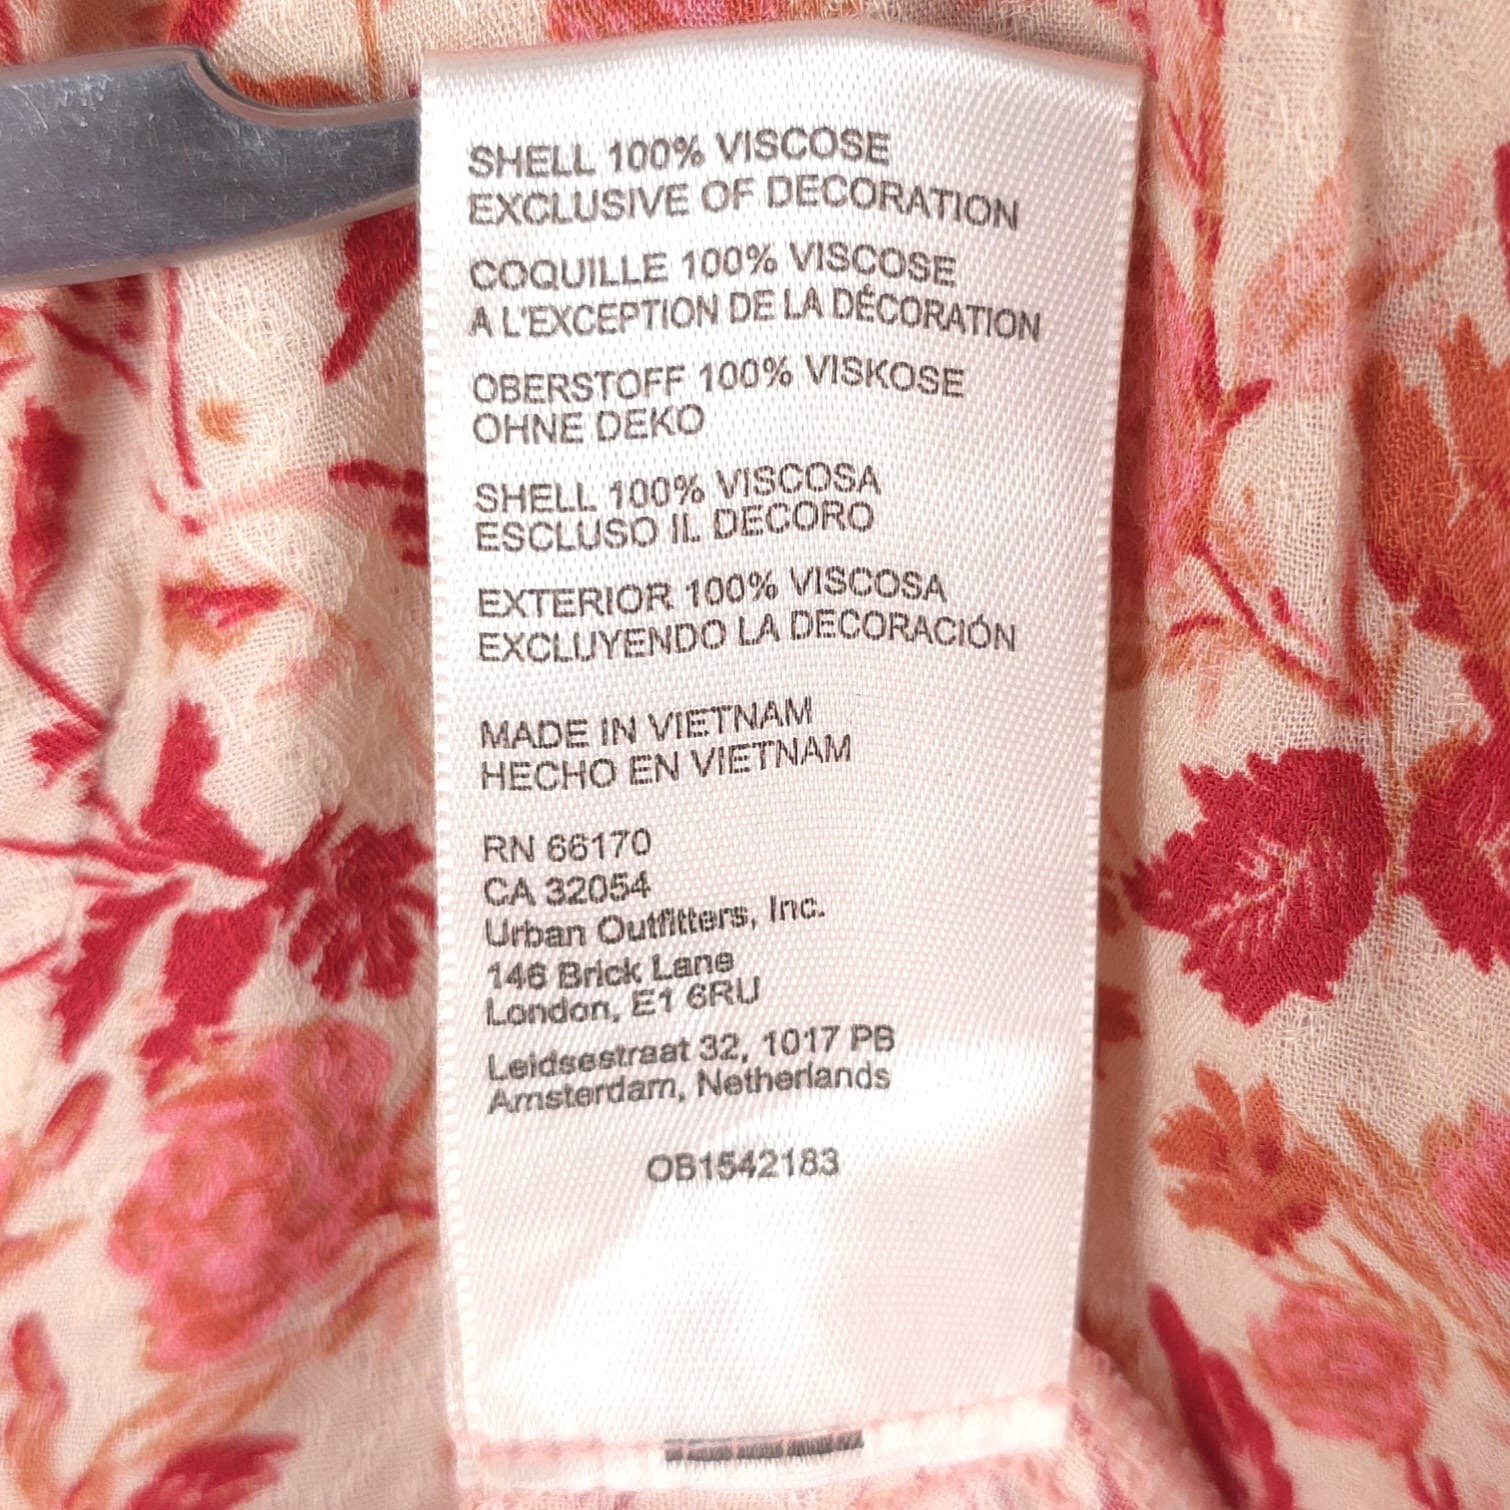 SHELL 100% VISCOSE
EXCLUSIVE OF DECORATION
COQUILLE 100% VISCOSE
A L'EXCEPTION DE LA DÉCORATION
OBERSTOFF 100% VISKOSE
OHNE DEKO
SHELL 100% VISCOSA
ESCLUSO IL DECORO
EXTERIOR 100% VISCOSA
EXCLUYENDO LA DECORACIÓN
MADE IN VIETNAM
HECHO EN VIETNAM
RN 66170
CA 32054
Urban Outfitters, Inc.
146 Brick Lane
London, E1 6RU
Leidsestraat 32, 1017 PB
Amsterdam, Netherlands
OB1542183